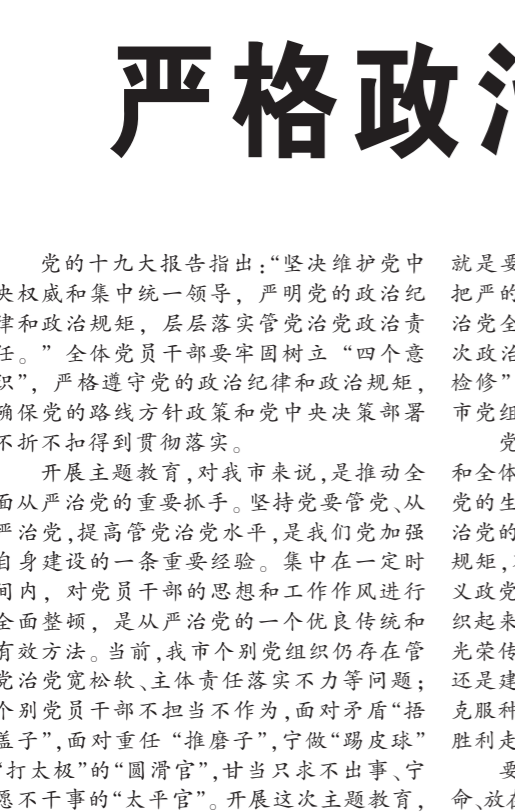 严格政治
党的十九大报告指出：“坚决维护党中
央权威和集中统一领导，严明党的政治纪
律和政治规矩，层层落实管党治党政治责
任。”全体党员干部要牢固树立“四个意
识”，严格遵守党的政治纪律和政治规矩，
确保党的路线方针政策和党中央决策部署
不折不扣得到贯彻落实。
开展主题教育，对我市来说，是推动全
面从严治党的重要抓手。坚持党要管党、从
严治党，提高管党治党水平，是我们党加强
自身建设的一条重要经验。集中在一定时
间内，对党员干部的思想和工作作风进行
全面整顿，是从严治党的一个优良传统和
有效方法。当前，我市个别党组织仍存在管
党治党宽松软、主体责任落实不力等问题；
个别党员干部不担当不作为，面对矛盾“捂
盖子”，面对重任“推磨子”，宁做“踢皮球”
“打太极”的“圆滑官”，甘当只求不出事、宁
愿不干事的“太平官”。开展这次主题教育，
就是要
把严的
治党全
次政治
检修”
市党组
党
和全体
党的生
治党的
规矩，
义政党
织起来
光荣传
还是建
克服种
胜利走
要
命、放在